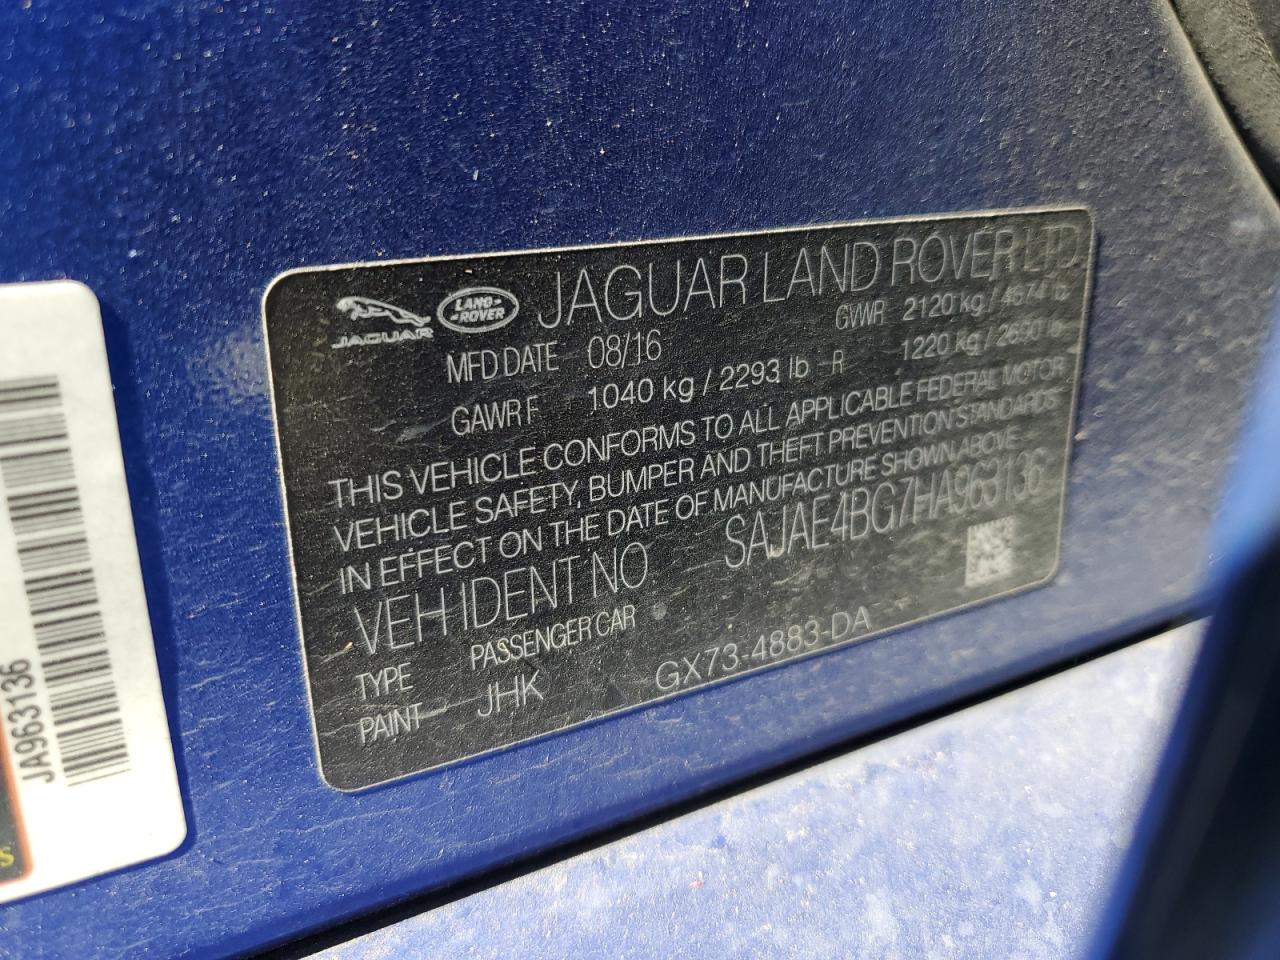 JAGUAR
LAND-
ROVER
JAGUAR LAND ROVER LTD
MFD DATE 08/16 GVWR 2120 kg / 4674 lb
GAWR F 1040 kg / 2293 lb - R 1220 kg / 2690 lb
THIS VEHICLE CONFORMS TO ALL APPLICABLE FEDERAL MOTOR
VEHICLE SAFETY, BUMPER AND THEFT PREVENTION STANDARDS
IN EFFECT ON THE DATE OF MANUFACTURE SHOWN ABOVE
VEH IDENT NO SAJAE4BG7HA963136
TYPE PASSENGER CAR
PAINT JHK GX73-4883-DA
JA963136
S